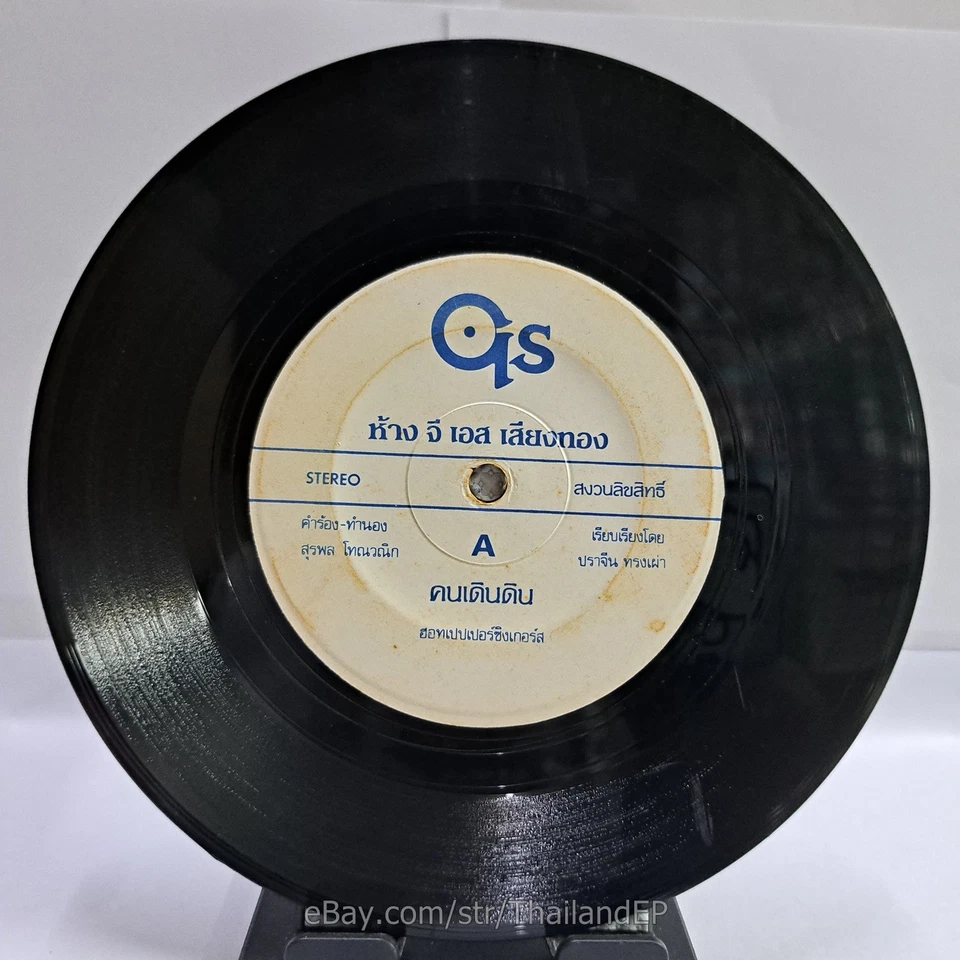 GS
ห้าง จี เอส เสียงทอง
STEREO
สงวนลิขสิทธิ์
คำร้อง-ทำนอง
สุรพล โทณวณิก
เรียบเรียงโดย
ปราจีน ทรงเผ่า
A
คนเดินดิน
ฮอทเปปเปอร์ซิงเกอร์ส
eBay.com/str/ThailandEP